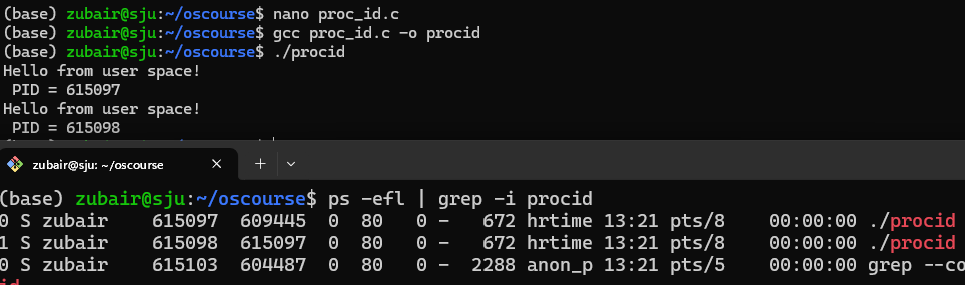 (base) zubair@sju:~/oscourse$ nano proc_id.c
(base) zubair@sju:~/oscourse$ gcc proc_id.c -o procid
(base) zubair@sju:~/oscourse$ ./procid
Hello from user space!
 PID = 615097
Hello from user space!
 PID = 615098
zubair@sju: ~/oscourse
(base) zubair@sju:~/oscourse$ ps -efl | grep -i procid
0 S zubair 615097 609445 0 80 0 - 672 hrtime 13:21 pts/8 00:00:00 ./procid
1 S zubair 615098 615097 0 80 0 - 672 hrtime 13:21 pts/8 00:00:00 ./procid
0 S zubair 615103 604487 0 80 0 - 2288 anon_p 13:21 pts/5 00:00:00 grep --co